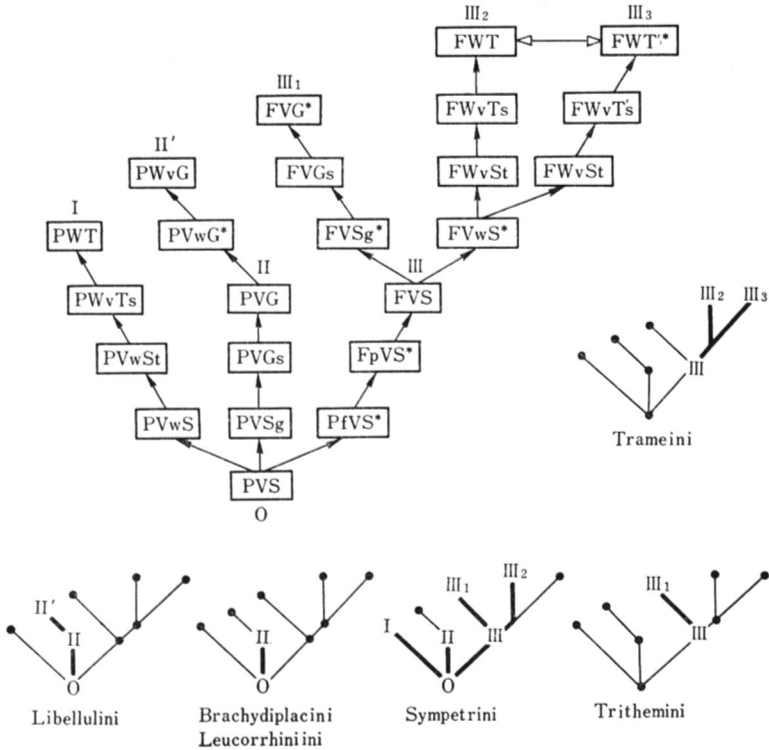 III₂ III₃
FWT FWT'*
III₁
FVG* FWvTs FWvT's
II'
PWvG FVGs FWvSt FWvSt
I
PWT PVwG* FVSg* FVwS*
II III
PWvTs PVG FVS
III₂ III₃
PVwSt PVGs FpVS*
III
PVwS PVSg PfVS*
Trameini
PVS
O
II' II O
Libellulini
II O
Brachydiplacini
Leucorrhiniini
III₁ III₂ I II III O
Sympetrini
III₁ III
Trithemini